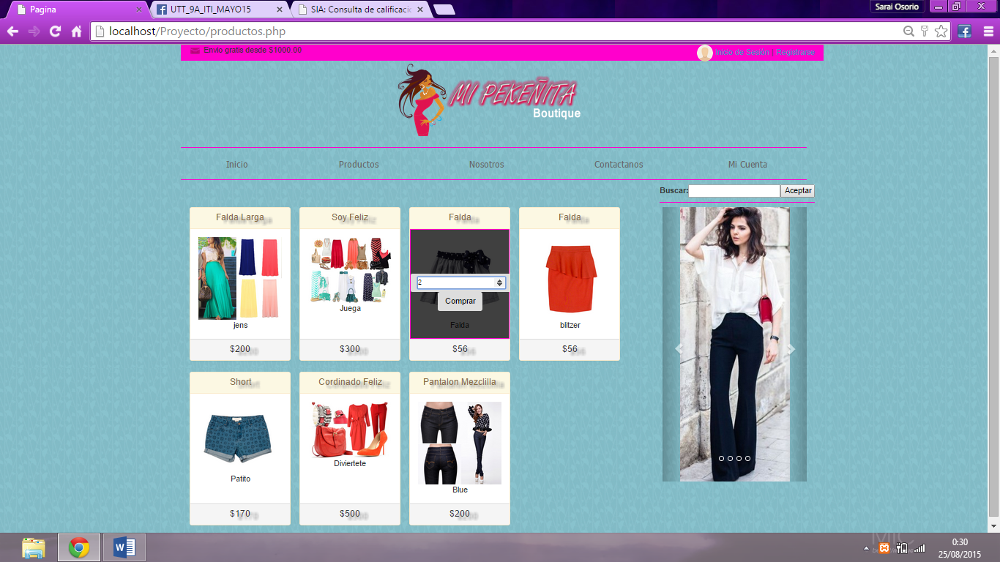 Pagina
UTT_9A_ITI_MAYO15
SIA: Consulta de calificaci
Sarai Osorio
localhost/Proyecto/productos.php
Envio gratis desde $1000.00
Inicio de Sesión Registrarse
MI PEKEÑITA
Boutique
Inicio Productos Nosotros Contactanos Mi Cuenta
Buscar: Aceptar
Falda Larga
jens
$200
Soy Feliz
Juega
$300
Falda
2
Comprar
Falda
$56
Falda
blitzer
$56
Short
Patito
$170
Cordinado Feliz
Diviertete
$500
Pantalon Mezclilla
Blue
$200
0:30
25/08/2015